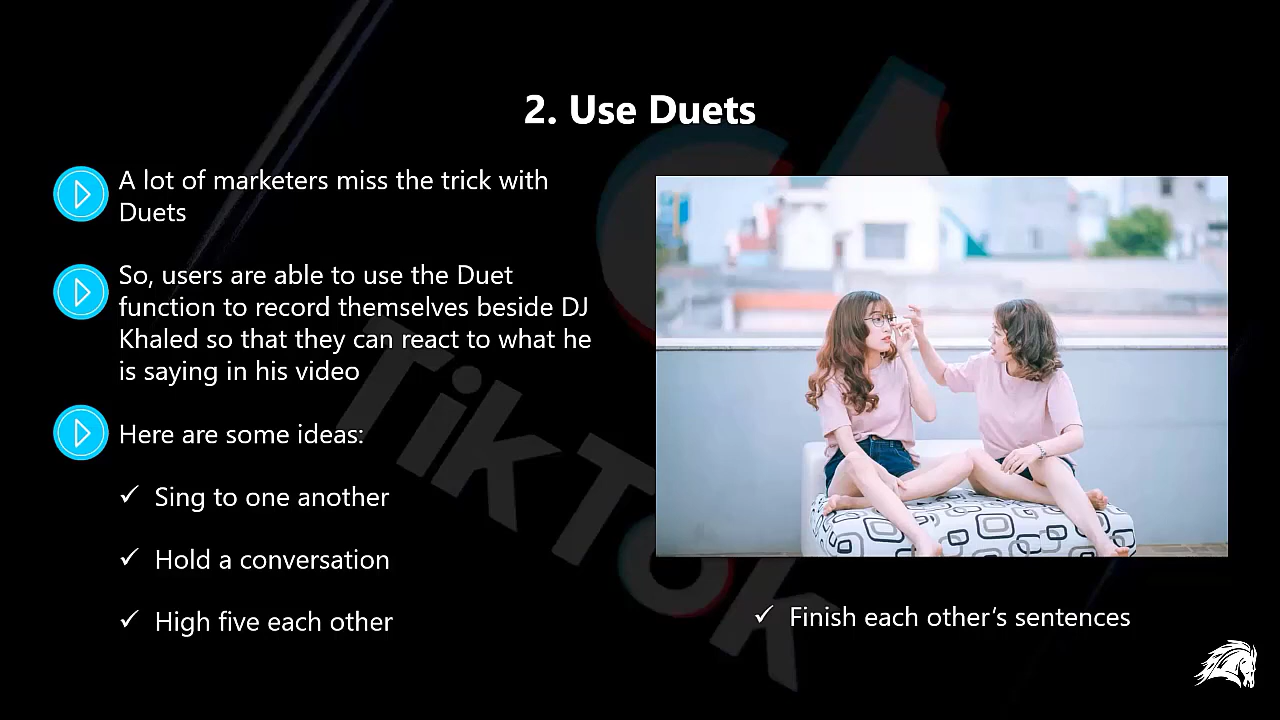 2. Use Duets
A lot of marketers miss the trick with
Duets
So, users are able to use the Duet
function to record themselves beside DJ
Khaled so that they can react to what he
is saying in his video
Here are some ideas:
✓ Sing to one another
✓ Hold a conversation
✓ High five each other
✓ Finish each other’s sentences
TikTok